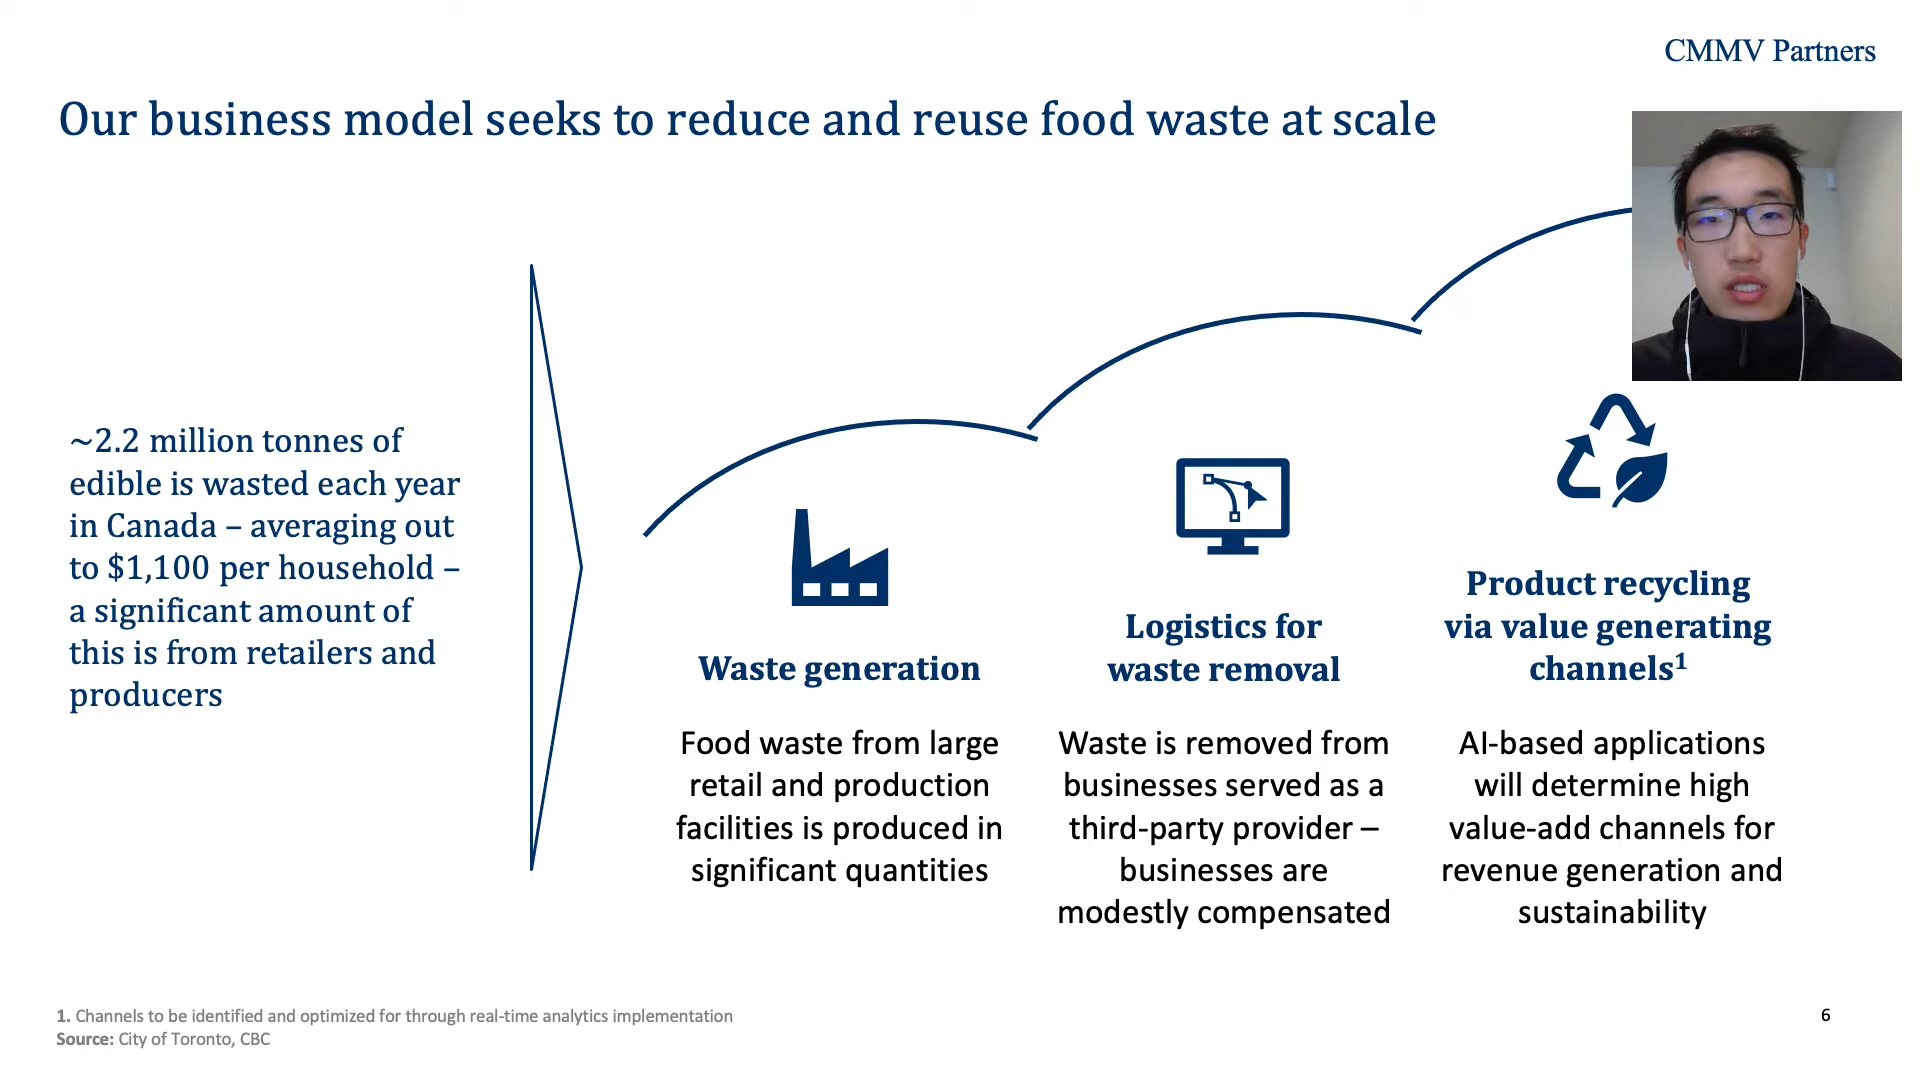 CMMV Partners
Our business model seeks to reduce and reuse food waste at scale
~2.2 million tonnes of
edible is wasted each year
in Canada – averaging out
to $1,100 per household –
a significant amount of
this is from retailers and
producers
Waste generation
Food waste from large
retail and production
facilities is produced in
significant quantities
Logistics for
waste removal
Waste is removed from
businesses served as a
third-party provider –
businesses are
modestly compensated
Product recycling
via value generating
channels¹
AI-based applications
will determine high
value-add channels for
revenue generation and
sustainability
1. Channels to be identified and optimized for through real-time analytics implementation
Source: City of Toronto, CBC
6